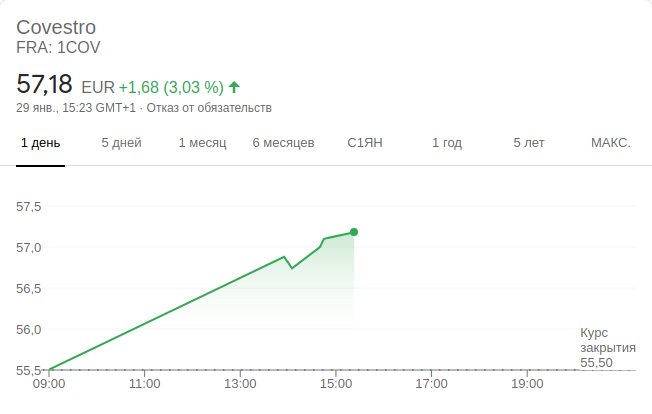 Covestro
FRA: 1COV
57,18 EUR +1,68 (3,03 %)
29 янв., 15:23 GMT+1 · Отказ от обязательств
1 день 5 дней 1 месяц 6 месяцев С1ЯН 1 год 5 лет МАКС.
57,5
57,0
56,5
56,0
Курс
закрытия
55,50
55,5
09:00 11:00 13:00 15:00 17:00 19:00